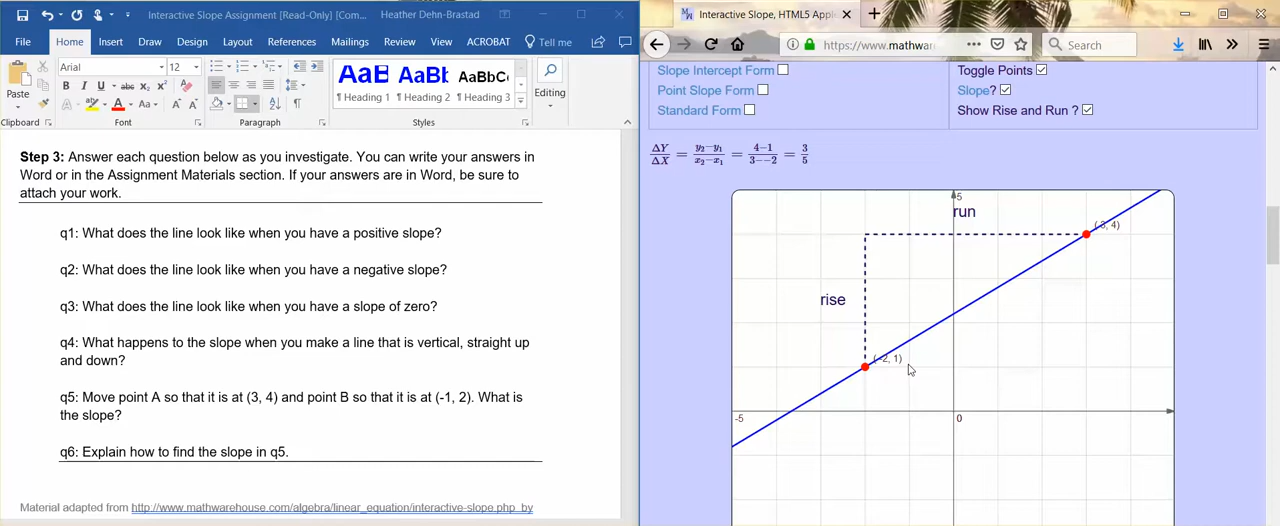 Interactive Slope Assignment [Read-Only] [Com...
Heather Dehn-Brastad
File Home Insert Draw Design Layout References Mailings Review View ACROBAT Tell me
Paste
Arial 12
B I U abc x₂ x²
A Aa A A
AaB AaBb AaBbCc
¶ Heading 1 ¶ Heading 2 ¶ Heading 3
Editing
Clipboard Font Paragraph Styles
Step 3: Answer each question below as you investigate. You can write your answers in
Word or in the Assignment Materials section. If your answers are in Word, be sure to
attach your work.
q1: What does the line look like when you have a positive slope?
q2: What does the line look like when you have a negative slope?
q3: What does the line look like when you have a slope of zero?
q4: What happens to the slope when you make a line that is vertical, straight up
and down?
q5: Move point A so that it is at (3, 4) and point B so that it is at (-1, 2). What is
the slope?
q6: Explain how to find the slope in q5.
Material adapted from http://www.mathwarehouse.com/algebra/linear_equation/interactive-slope.php by
Interactive Slope, HTML5 Apple
https://www.mathwar
Search
Slope Intercept Form
Point Slope Form
Standard Form
Toggle Points
Slope?
Show Rise and Run ?
ΔY/ΔX = y₂−y₁/x₂−x₁ = 4−1/3−−2 = 3/5
5
run
(3, 4)
rise
(−2, 1)
-5
0